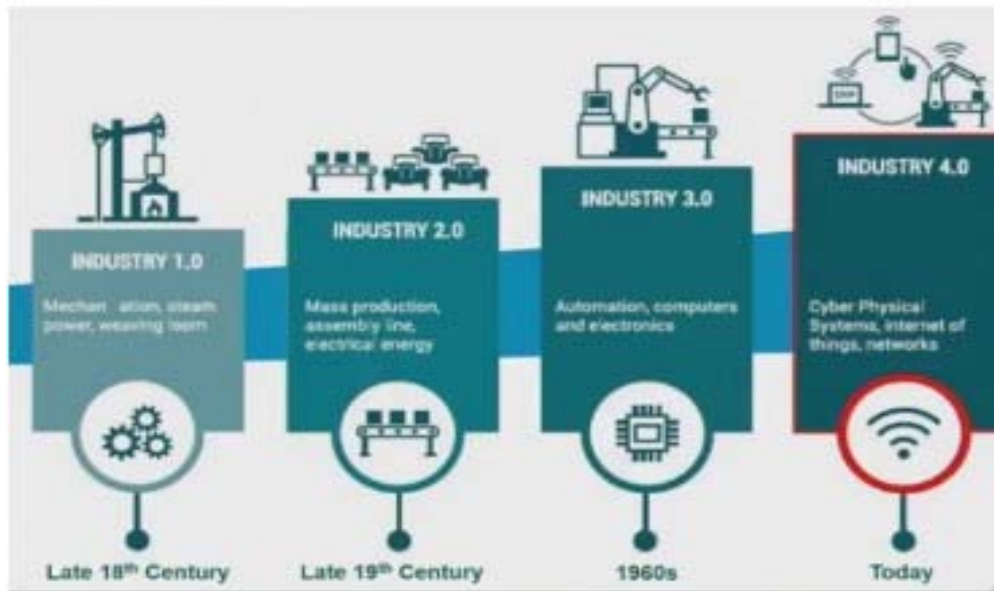 INDUSTRY 1.0
Mechan ation, steam
power, weaving loom
Late 18th Century
INDUSTRY 2.0
Mass production,
assembly line,
electrical energy
Late 19th Century
INDUSTRY 3.0
Automation, computers
and electronics
1960s
INDUSTRY 4.0
Cyber Physical
Systems, internet of
things, networks
Today